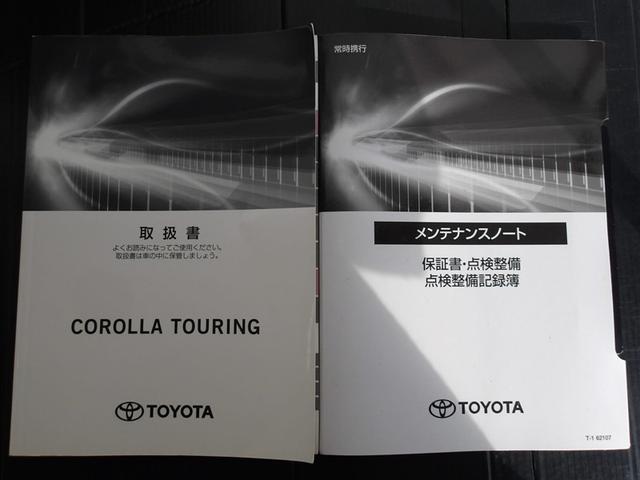 取扱書
よくお読みになってご使用ください。
取扱書は車の中に保管しましょう。
COROLLA TOURING
TOYOTA
常時携行
メンテナンスノート
保証書・点検整備
点検整備記録簿
TOYOTA
T-1 62107